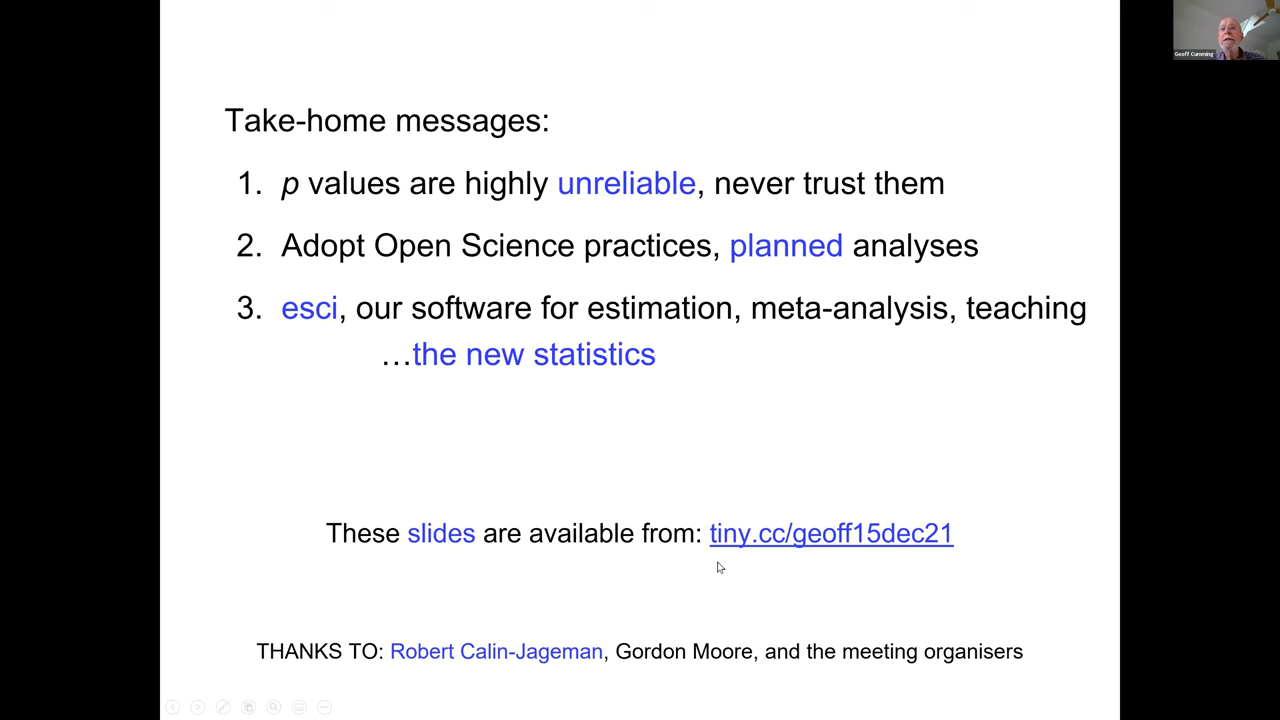 Geoff Cumming
Take-home messages:
1. p values are highly unreliable, never trust them
2. Adopt Open Science practices, planned analyses
3. esci, our software for estimation, meta-analysis, teaching
…the new statistics
These slides are available from: tiny.cc/geoff15dec21
THANKS TO: Robert Calin-Jageman, Gordon Moore, and the meeting organisers